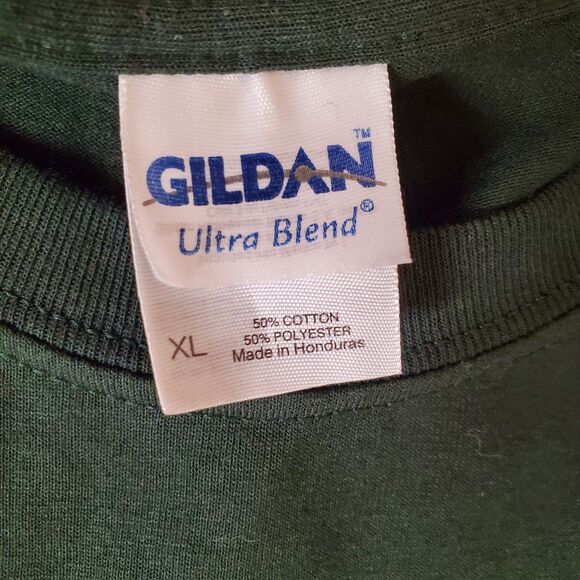 GILDAN™
Ultra Blend®
XL
50% COTTON
50% POLYESTER
Made in Honduras